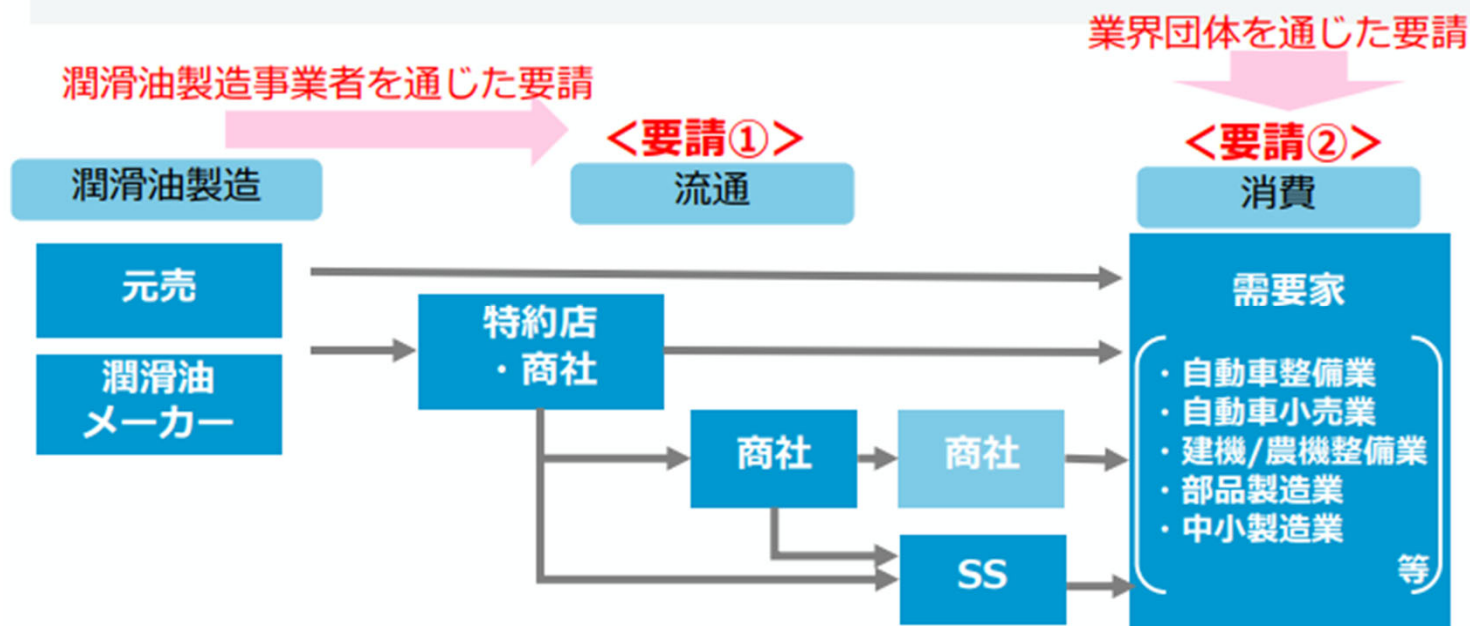 業界団体を通じた要請
潤滑油製造事業者を通じた要請
＜要請①＞
＜要請②＞
潤滑油製造
流通
消費
元売
潤滑油
メーカー
特約店
・商社
商社
商社
SS
需要家
・自動車整備業
・自動車小売業
・建機/農機整備業
・部品製造業
・中小製造業
等